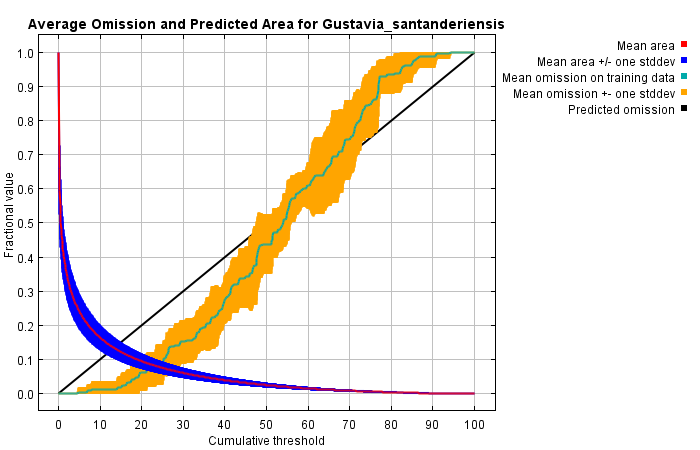 Average Omission and Predicted Area for Gustavia_santanderiensis
Mean area
Mean area +/- one stddev
Mean omission on training data
Mean omission +- one stddev
Predicted omission
Fractional value
1.0
0.9
0.8
0.7
0.6
0.5
0.4
0.3
0.2
0.1
0.0
0 10 20 30 40 50 60 70 80 90 100
Cumulative threshold